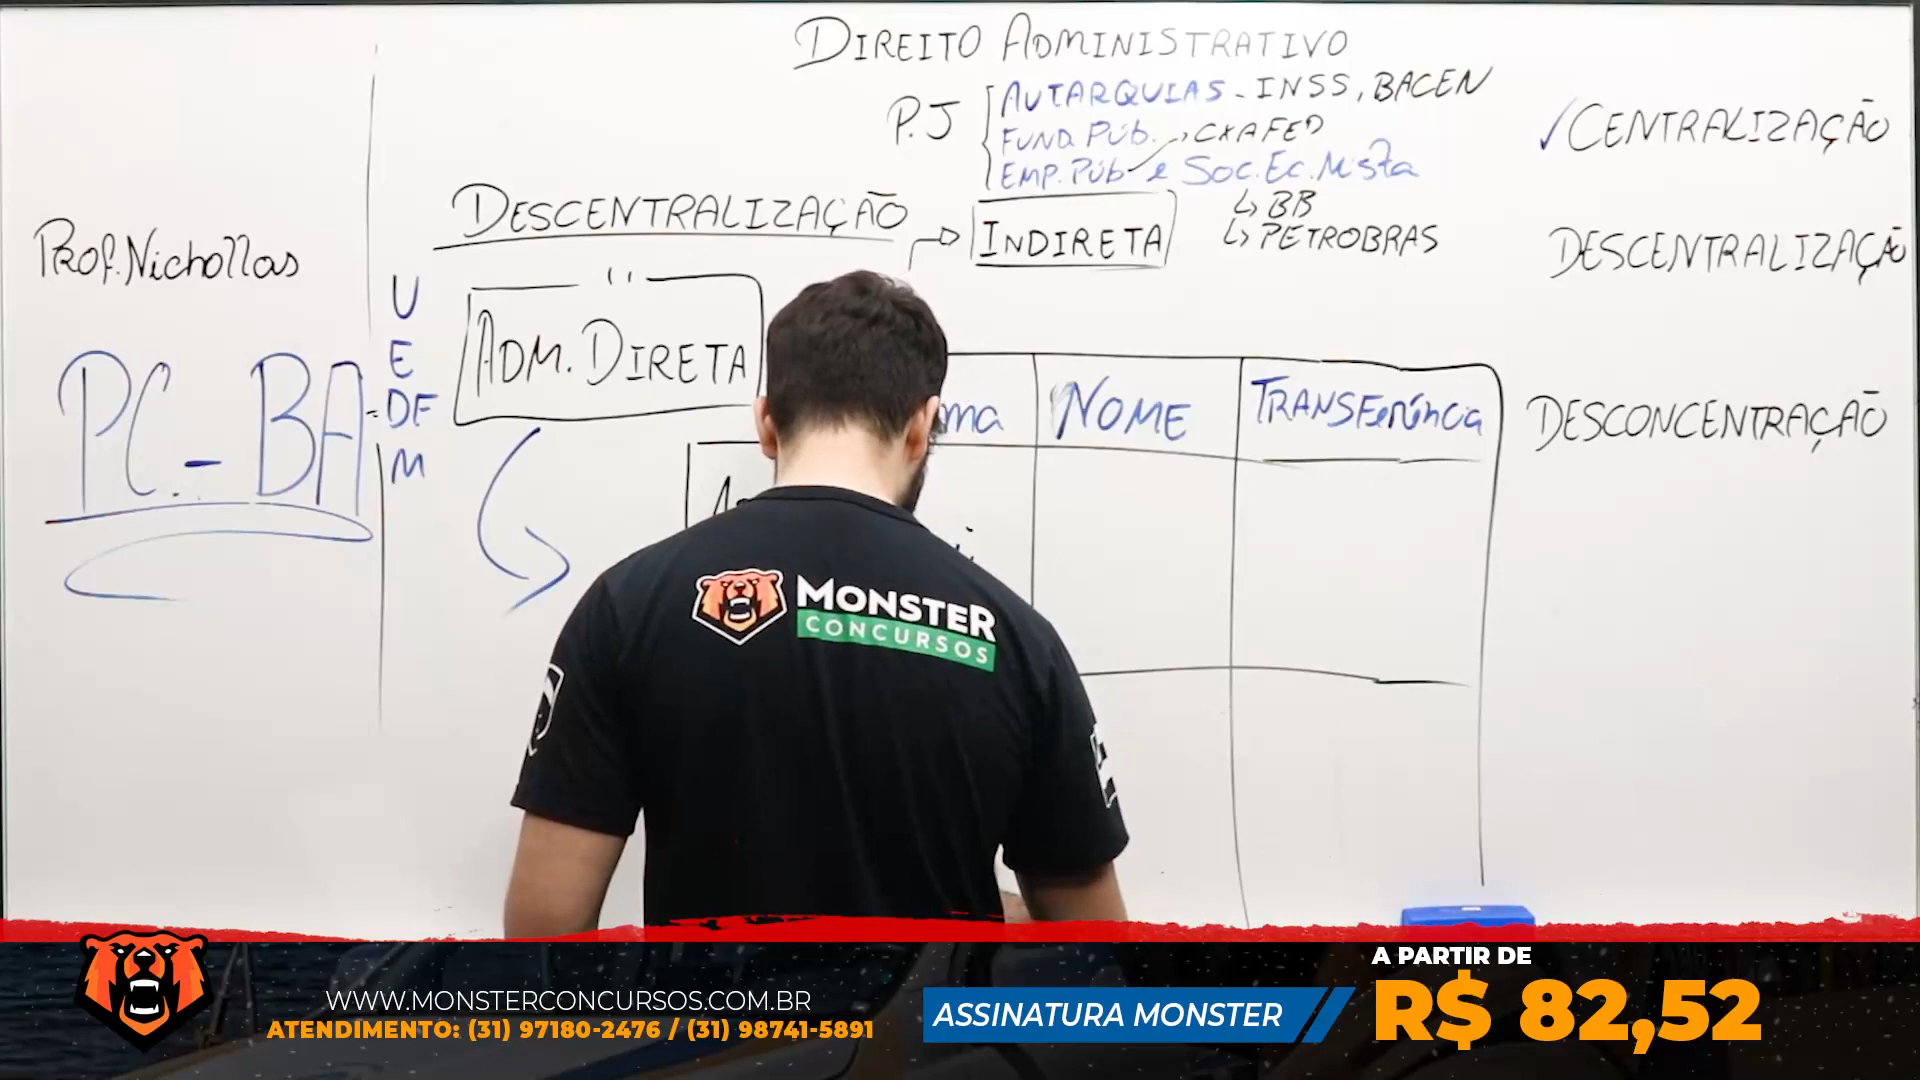 DIREITO ADMINISTRATIVO
P.J
AUTARQUIAS - INSS, BACEN
FUND. PÚB.
CXA FED
EMP. PÚB e Soc. Ec. Mista
↳ BB
↳ PETROBRAS
✓CENTRALIZAÇÃO
DESCENTRALIZAÇÃO
INDIRETA
DESCENTRALIZAÇÃO
Prof. Nichollas
PC - BA
U
E
DF
M
ADM. DIRETA
NOME
TRANSFerência
DESCONCENTRAÇÃO
MONSTER
CONCURSOS
WWW.MONSTERCONCURSOS.COM.BR
ATENDIMENTO: (31) 97180-2476 / (31) 98741-5891
ASSINATURA MONSTER
A PARTIR DE
R$ 82,52